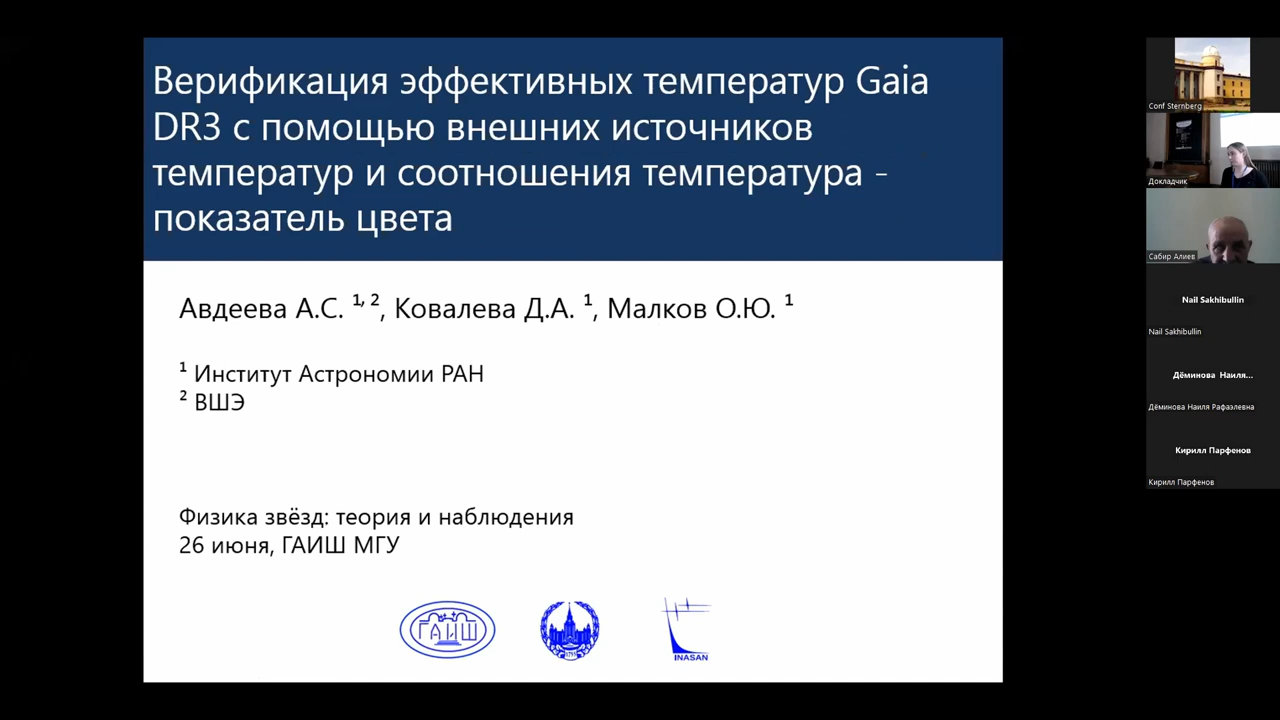 Верификация эффективных температур Gaia
DR3 с помощью внешних источников
температур и соотношения температура -
показатель цвета
Авдеева А.С. 1, 2, Ковалева Д.А. 1, Малков О.Ю. 1
1 Институт Астрономии РАН
2 ВШЭ
Физика звёзд: теория и наблюдения
26 июня, ГАИШ МГУ
ГАИШ
INASAN
Conf Sternberg
Докладчик
Сабир Алиев
Nail Sakhibullin
Nail Sakhibullin
Дёминова Наиля...
Дёминова Наиля Рафаэлевна
Кирилл Парфенов
Кирилл Парфенов